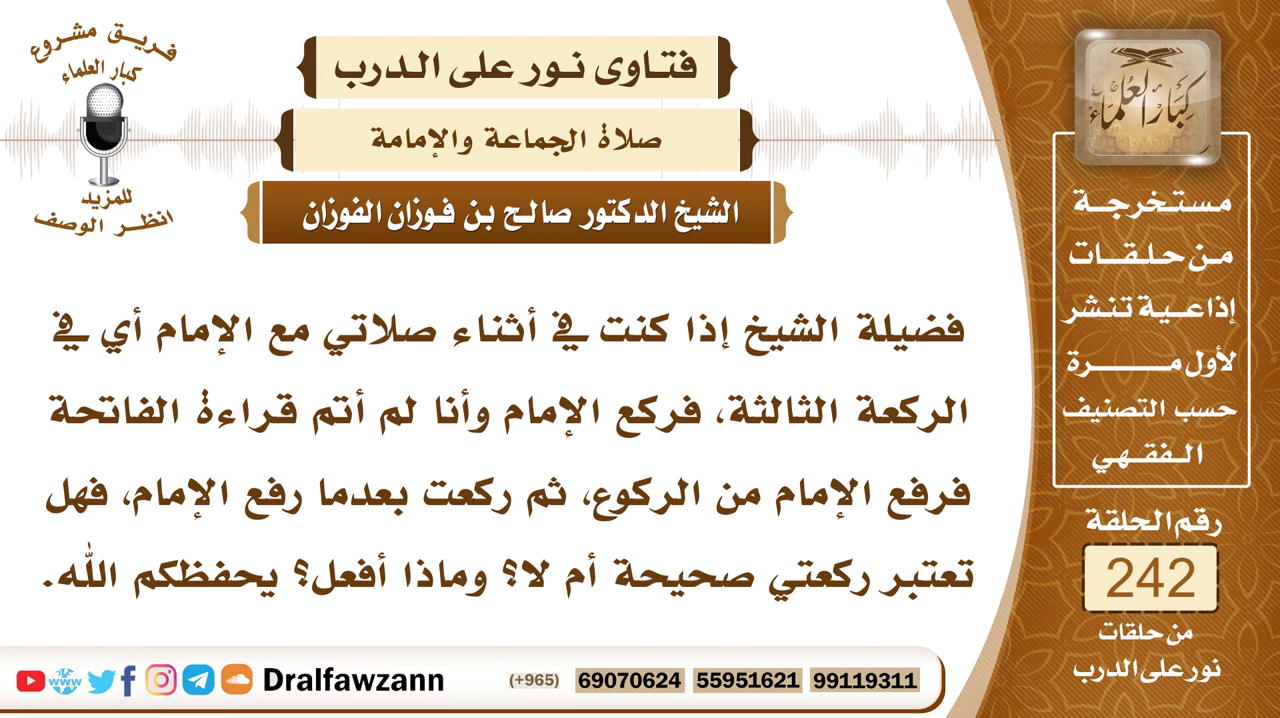 فريق مشروع
كبار العلماء
للمزيد
انظر الوصف
فتاوى نور على الدرب
صلاة الجماعة والإمامة
الشيخ الدكتور صالح بن فوزان الفوزان
فضيلة الشيخ إذا كنت في أثناء صلاتي مع الإمام أي في
الركعة الثالثة، فركع الإمام وأنا لم أتم قراءة الفاتحة
فرفع الإمام من الركوع، ثم ركعت بعدما رفع الإمام، فهل
تعتبر ركعتي صحيحة أم لا؟ وماذا أفعل؟ يحفظكم الله.
كبار العلماء
مستخرجة
من حلقات
إذاعية تنشر
لأول مرة
حسب التصنيف
الفقهي
رقم الحلقة
242
من حلقات
نور على الدرب
www Dralfawzann (+965) 69070624 55951621 99119311